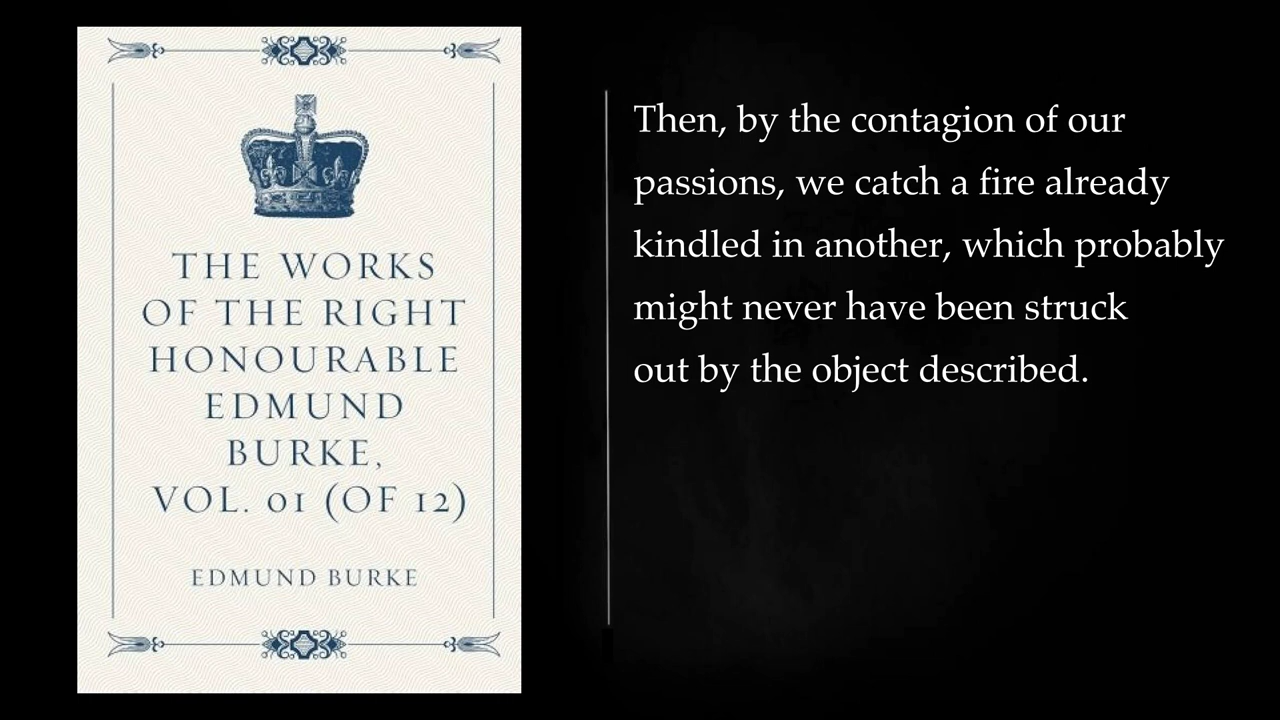 THE WORKS
OF THE RIGHT
HONOURABLE
EDMUND
BURKE,
VOL. 01 (OF 12)
EDMUND BURKE
Then, by the contagion of our
passions, we catch a fire already
kindled in another, which probably
might never have been struck
out by the object described.